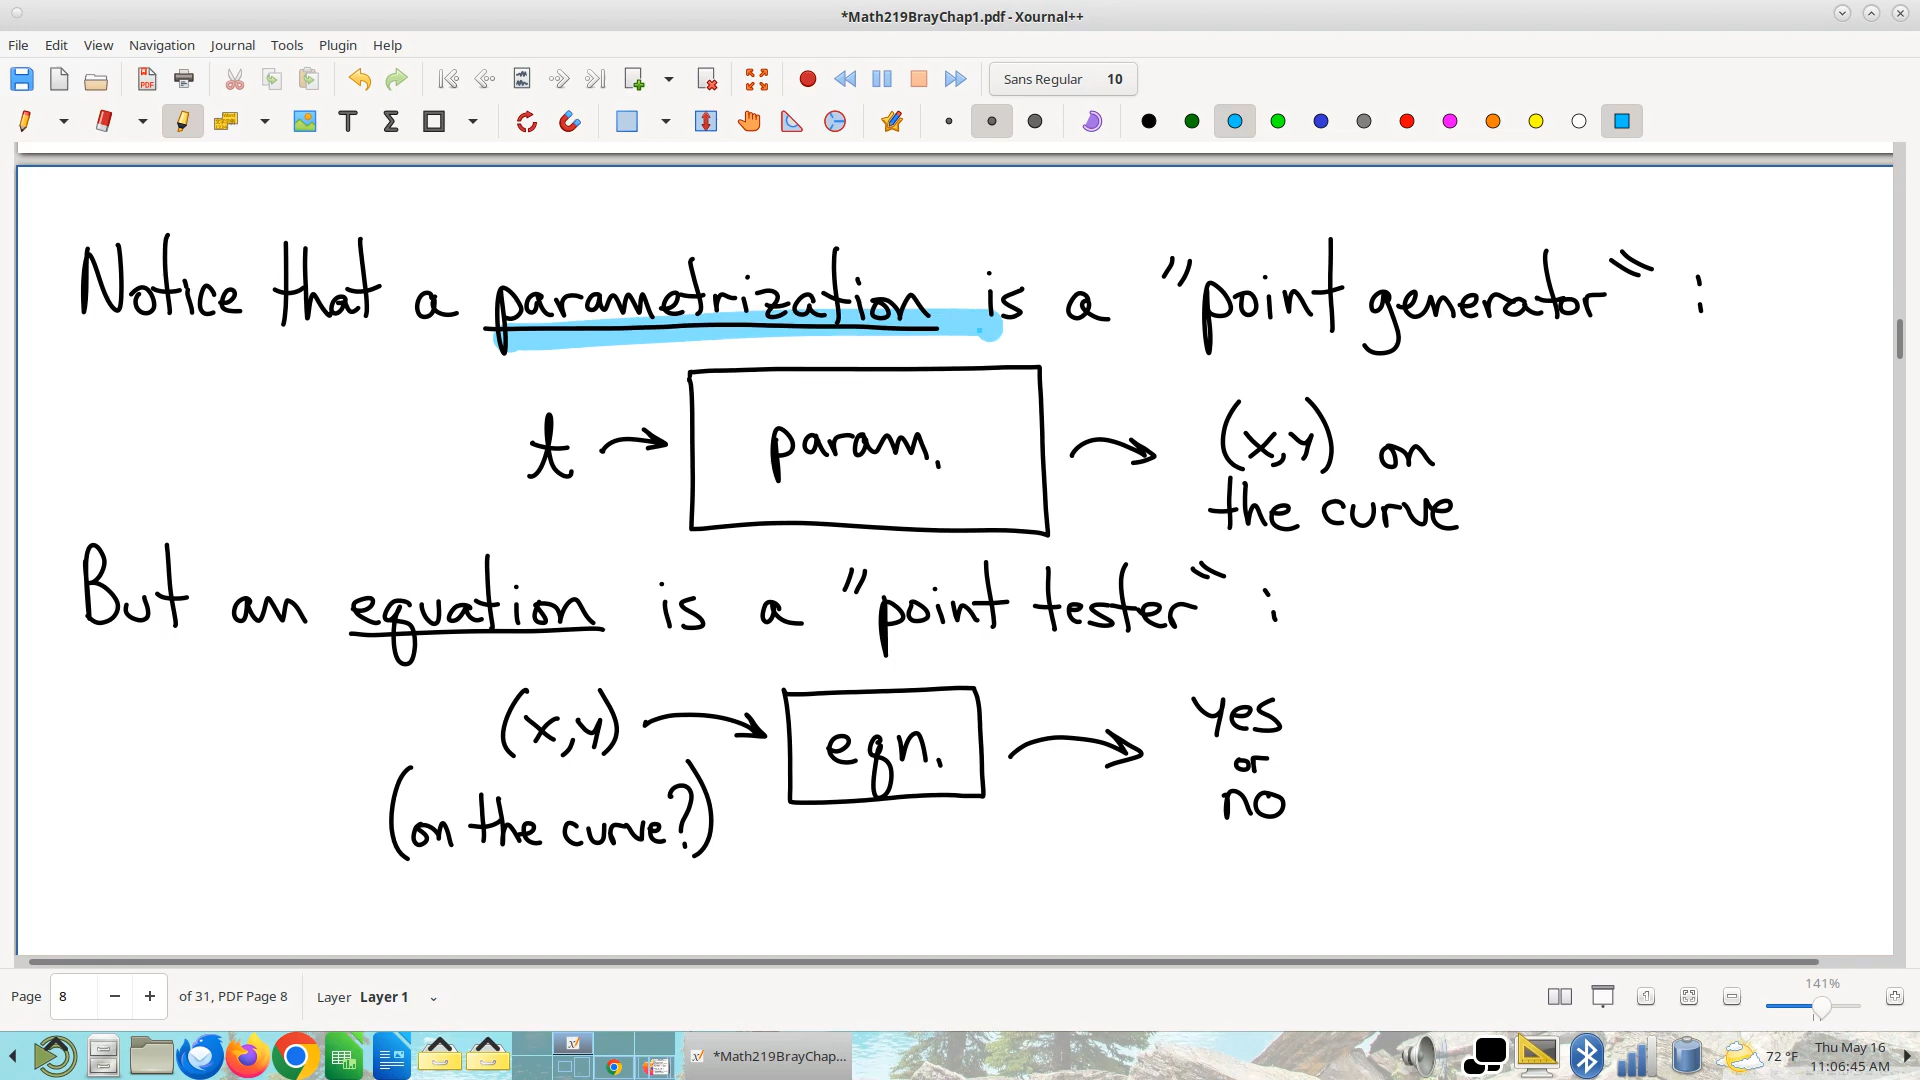 *Math219BrayChap1.pdf - Xournal++
File Edit View Navigation Journal Tools Plugin Help
Sans Regular 10
Notice that a parametrization is a "point generator" :
t → param. → (x,y) on
the curve
But an equation is a "point tester" :
(x,y) → eqn. → yes
or
(on the curve?) no
Page 8 of 31, PDF Page 8 Layer Layer 1 141%
*Math219BrayChap... 72 °F Thu May 16
11:06:45 AM